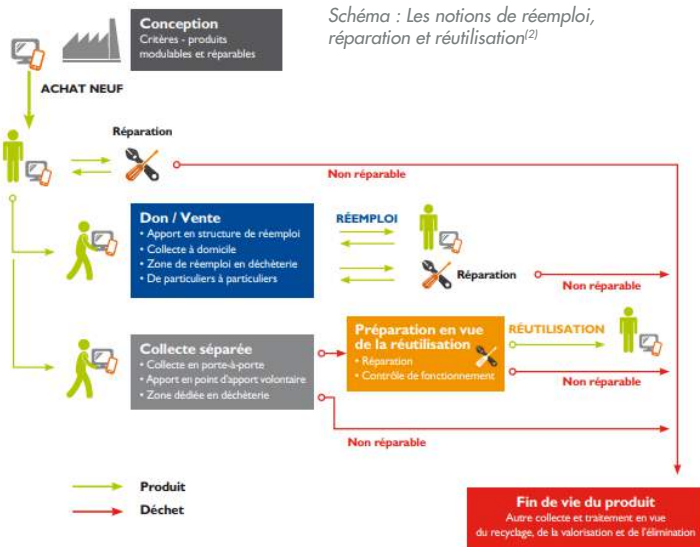 Schéma : Les notions de réemploi,
réparation et réutilisation(2)
Conception
Critères - produits
modulables et réparables
ACHAT NEUF
Réparation
Non réparable
Don / Vente
• Apport en structure de réemploi
• Collecte à domicile
• Zone de réemploi en déchèterie
• De particuliers à particuliers
RÉEMPLOI
Réparation
Non réparable
Collecte séparée
• Collecte en porte-à-porte
• Apport en point d'apport volontaire
• Zone dédiée en déchèterie
Préparation en vue
de la réutilisation
• Réparation
• Contrôle de fonctionnement
RÉUTILISATION
Non réparable
Non réparable
Produit
Déchet
Fin de vie du produit
Autre collecte et traitement en vue
du recyclage, de la valorisation et de l'élimination